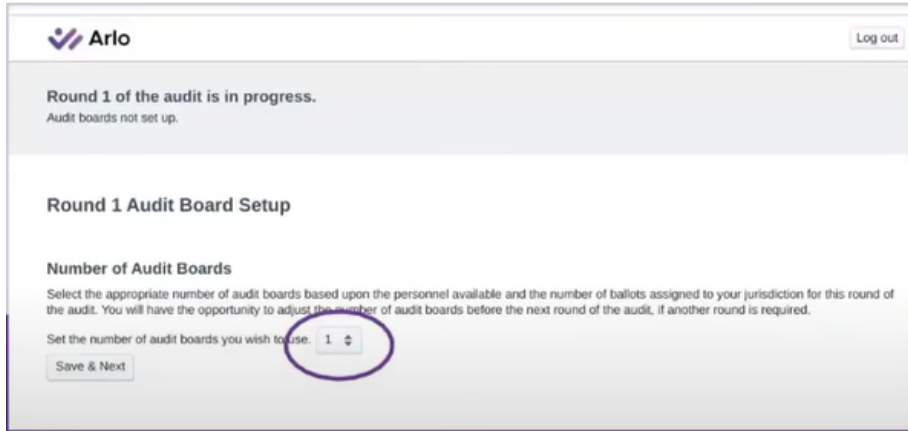 Arlo
Log out
Round 1 of the audit is in progress.
Audit boards not set up.
Round 1 Audit Board Setup
Number of Audit Boards
Select the appropriate number of audit boards based upon the personnel available and the number of ballots assigned to your jurisdiction for this round of
the audit. You will have the opportunity to adjust the number of audit boards before the next round of the audit, if another round is required.
Set the number of audit boards you wish to use. 1
Save & Next